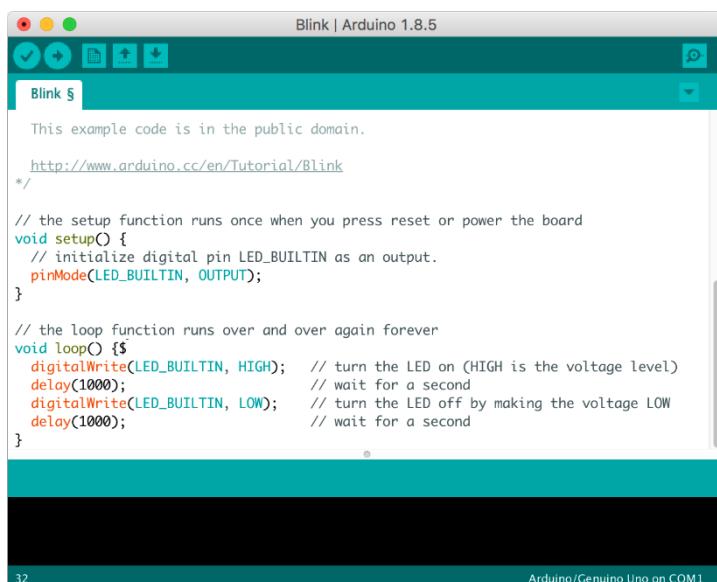 Blink | Arduino 1.8.5
Blink §
This example code is in the public domain.
http://www.arduino.cc/en/Tutorial/Blink
*/
// the setup function runs once when you press reset or power the board
void setup() {
// initialize digital pin LED_BUILTIN as an output.
pinMode(LED_BUILTIN, OUTPUT);
}
// the loop function runs over and over again forever
void loop() {$
digitalWrite(LED_BUILTIN, HIGH);   // turn the LED on (HIGH is the voltage level)
delay(1000);                       // wait for a second
digitalWrite(LED_BUILTIN, LOW);    // turn the LED off by making the voltage LOW
delay(1000);                       // wait for a second
}
32 Arduino/Genuino Uno on COM1